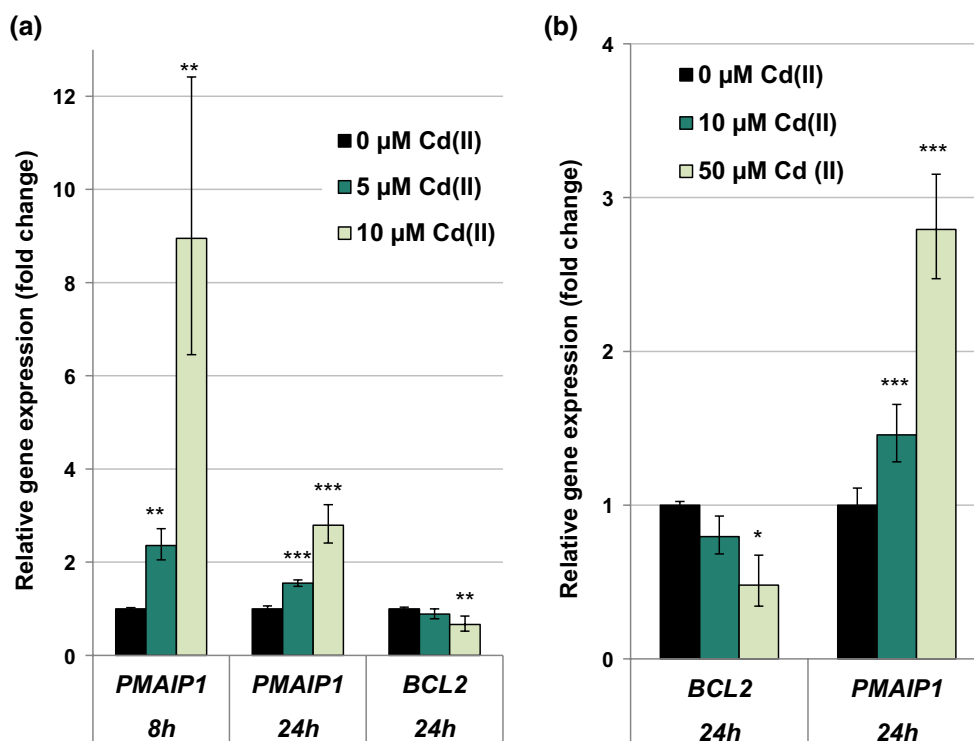 (a)
Relative gene expression (fold change)
12
10
8
6
4
2
0
**
**
***
***
**
0 µM Cd(II)
5 µM Cd(II)
10 µM Cd(II)
PMAIP1 PMAIP1 BCL2
8h 24h 24h
(b)
Relative gene expression (fold change)
4
3
2
1
0
0 µM Cd(II)
10 µM Cd(II)
50 µM Cd (II)
*
***
***
BCL2 PMAIP1
24h 24h